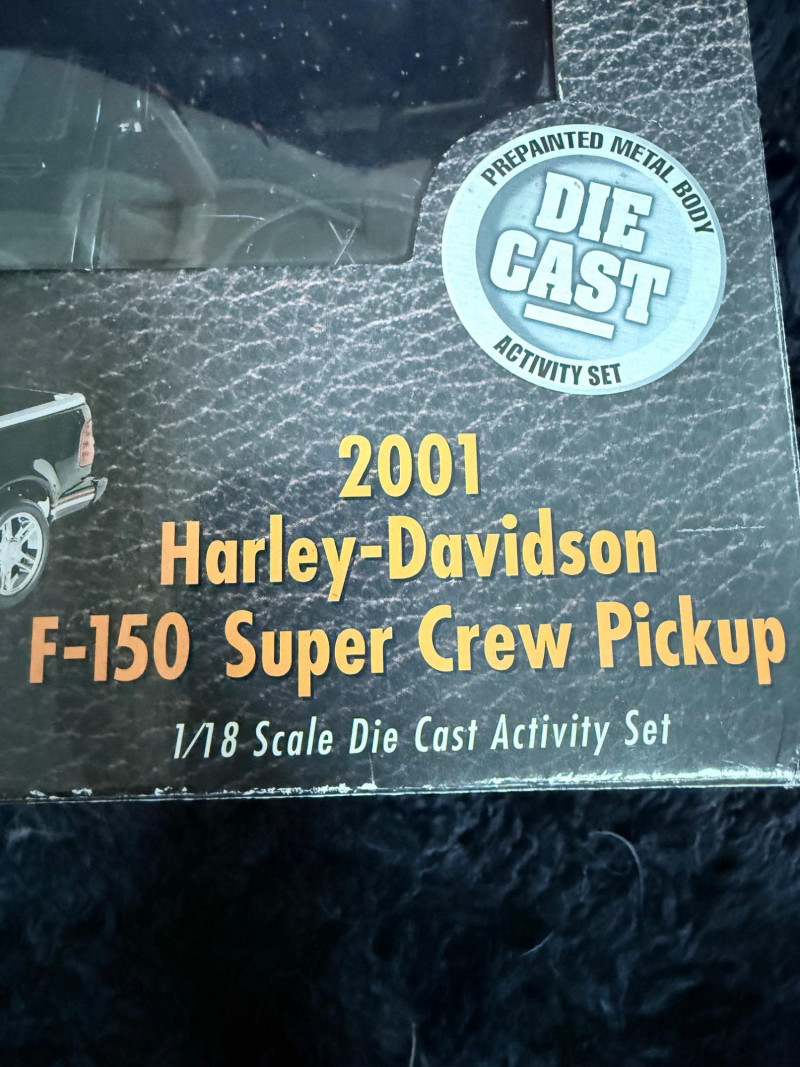 PREPAINTED METAL BODY
DIE
CAST
ACTIVITY SET
2001
Harley-Davidson
F-150 Super Crew Pickup
1/18 Scale Die Cast Activity Set